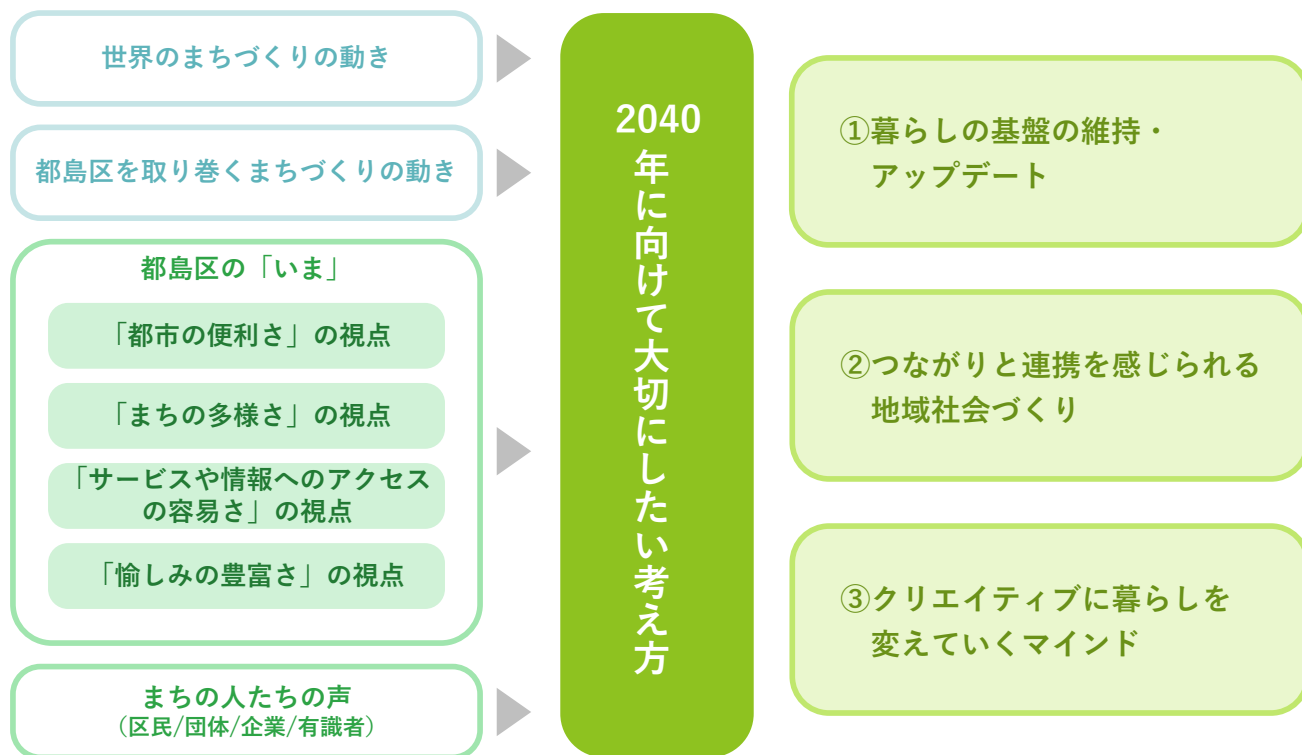 世界のまちづくりの動き
都島区を取り巻くまちづくりの動き
都島区の「いま」
「都市の便利さ」の視点
「まちの多様さ」の視点
「サービスや情報へのアクセス
の容易さ」の視点
「愉しみの豊富さ」の視点
まちの人たちの声
（区民/団体/企業/有識者）
2040
年に向けて大切にしたい考え方
①暮らしの基盤の維持・
アップデート
②つながりと連携を感じられる
地域社会づくり
③クリエイティブに暮らしを
変えていくマインド